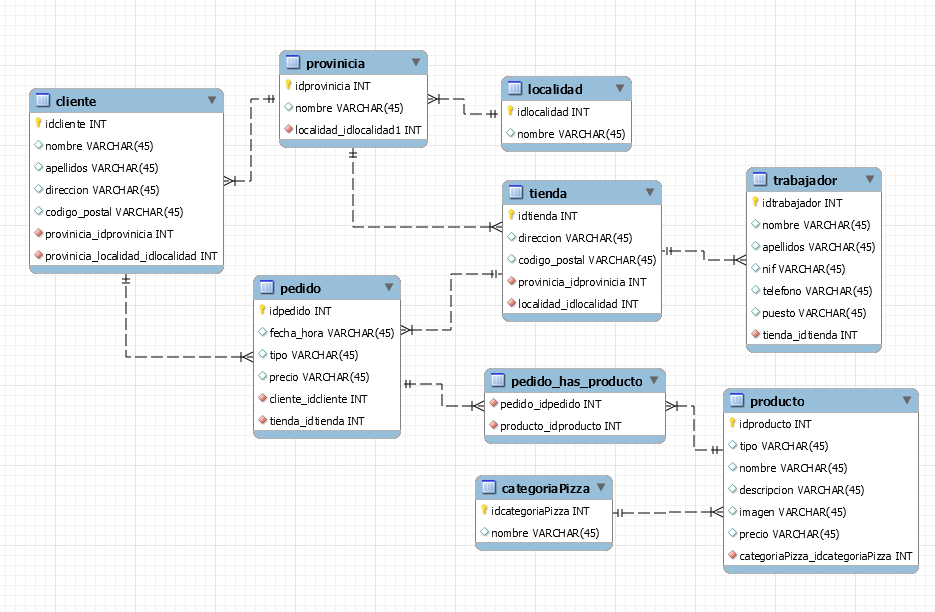 cliente
idcliente INT
nombre VARCHAR(45)
apellidos VARCHAR(45)
direccion VARCHAR(45)
codigo_postal VARCHAR(45)
provinicia_idprovinicia INT
provinicia_localidad_idlocalidad INT
provinicia
idprovinicia INT
nombre VARCHAR(45)
localidad_idlocalidad1 INT
localidad
idlocalidad INT
nombre VARCHAR(45)
tienda
idtienda INT
direccion VARCHAR(45)
codigo_postal VARCHAR(45)
provinicia_idprovinicia INT
localidad_idlocalidad INT
trabajador
idtrabajador INT
nombre VARCHAR(45)
apellidos VARCHAR(45)
nif VARCHAR(45)
telefono VARCHAR(45)
puesto VARCHAR(45)
tienda_idtienda INT
pedido
idpedido INT
fecha_hora VARCHAR(45)
tipo VARCHAR(45)
precio VARCHAR(45)
cliente_idcliente INT
tienda_idtienda INT
pedido_has_producto
pedido_idpedido INT
producto_idproducto INT
categoriaPizza
idcategoriaPizza INT
nombre VARCHAR(45)
producto
idproducto INT
tipo VARCHAR(45)
nombre VARCHAR(45)
descripcion VARCHAR(45)
imagen VARCHAR(45)
precio VARCHAR(45)
categoriaPizza_idcategoriaPizza INT